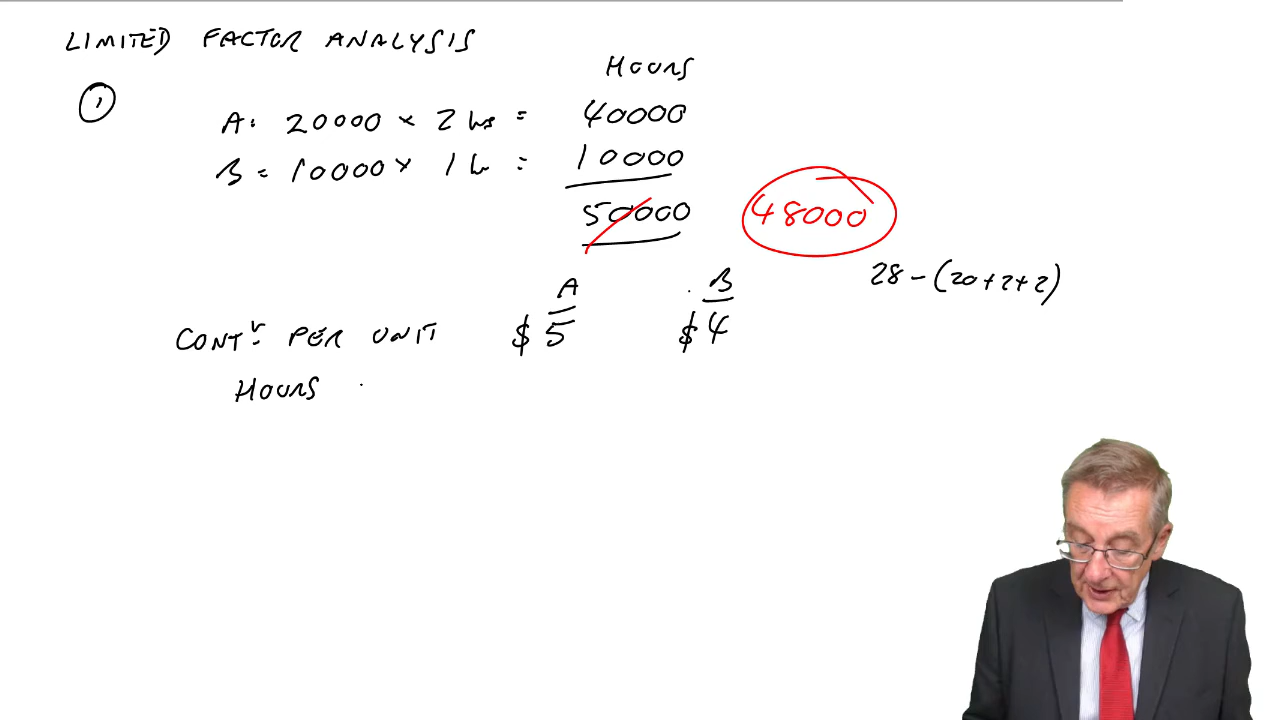 LIMITED FACTOR ANALYSIS
HOURS
①
A: 20000 × 2 hrs = 40000
B = 10000 × 1 hr = 10000
50000 48000
28 - (20+2+2)
A B
CONTN PER UNIT $5 $4
HOURS